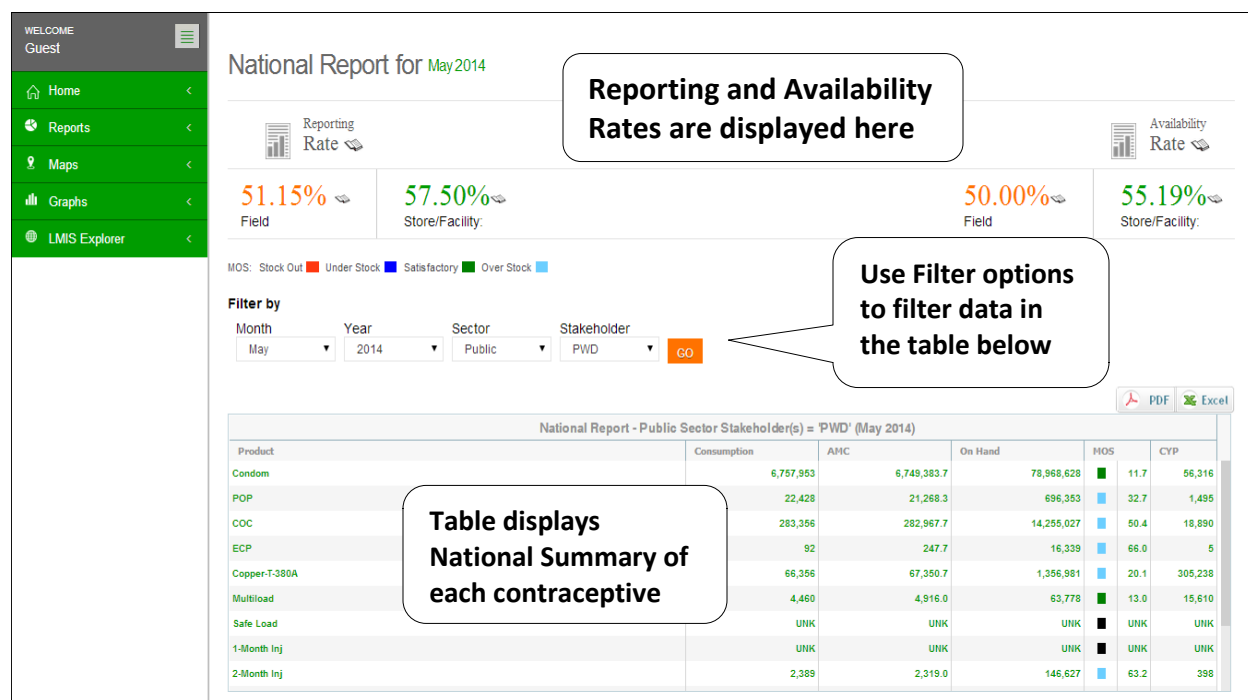 WELCOME
Guest
Home
Reports
Maps
Graphs
LMIS Explorer
National Report for May 2014
Reporting and Availability
Rates are displayed here
Reporting
Rate
Availability
Rate
51.15% 57.50% 50.00% 55.19%
Field Store/Facility: Field Store/Facility:
MOS: Stock Out Under Stock Satisfactory Over Stock
Use Filter options
to filter data in
the table below
Filter by
Month Year Sector Stakeholder
May 2014 Public PWD GO
PDF Excel
National Report - Public Sector Stakeholder(s) = 'PWD' (May 2014)
Product Consumption AMC On Hand MOS CYP
Condom 6,757,953 6,749,383.7 78,968,628 11.7 56,316
POP 22,428 21,268.3 696,353 32.7 1,495
COC 283,356 282,967.7 14,255,027 50.4 18,890
ECP 92 247.7 16,339 66.0 5
Copper-T-380A 66,356 67,350.7 1,356,981 20.1 305,238
Multiload 4,460 4,916.0 63,778 13.0 15,610
Safe Load UNK UNK UNK UNK UNK
1-Month Inj UNK UNK UNK UNK UNK
2-Month Inj 2,389 2,319.0 146,627 63.2 398
Table displays
National Summary of
each contraceptive